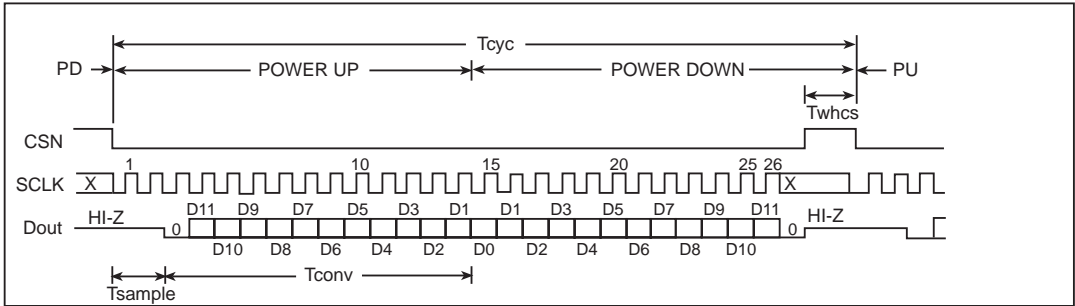 Tcyc
PD POWER UP POWER DOWN PU
Twhcs
CSN
1 10 15 20 25 26
SCLK X X
D11 D9 D7 D5 D3 D1 D1 D3 D5 D7 D9 D11
Dout HI-Z 0 0 HI-Z
D10 D8 D6 D4 D2 D0 D2 D4 D6 D8 D10
Tconv
Tsample